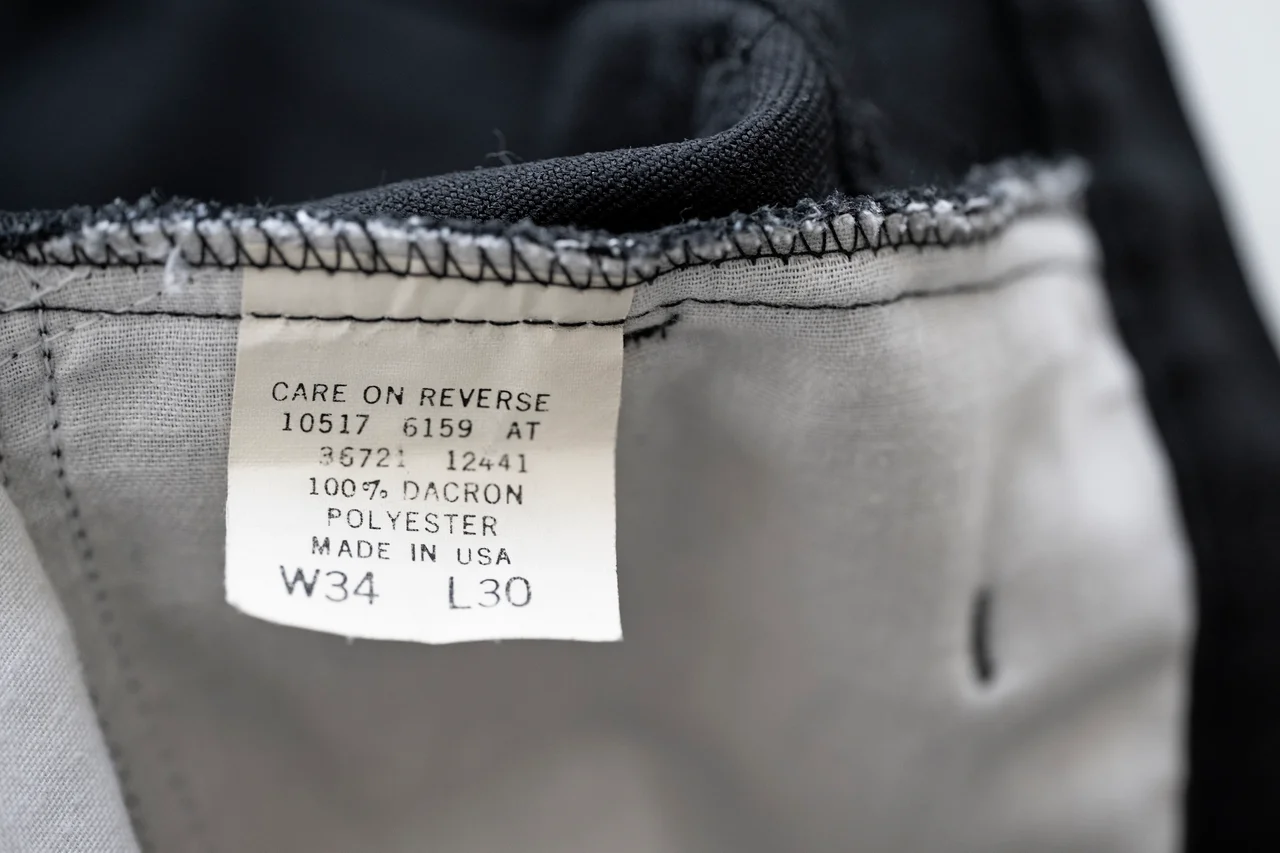 CARE ON REVERSE
10517 6159 AT
36721 12441
100% DACRON
POLYESTER
MADE IN USA
W34 L30